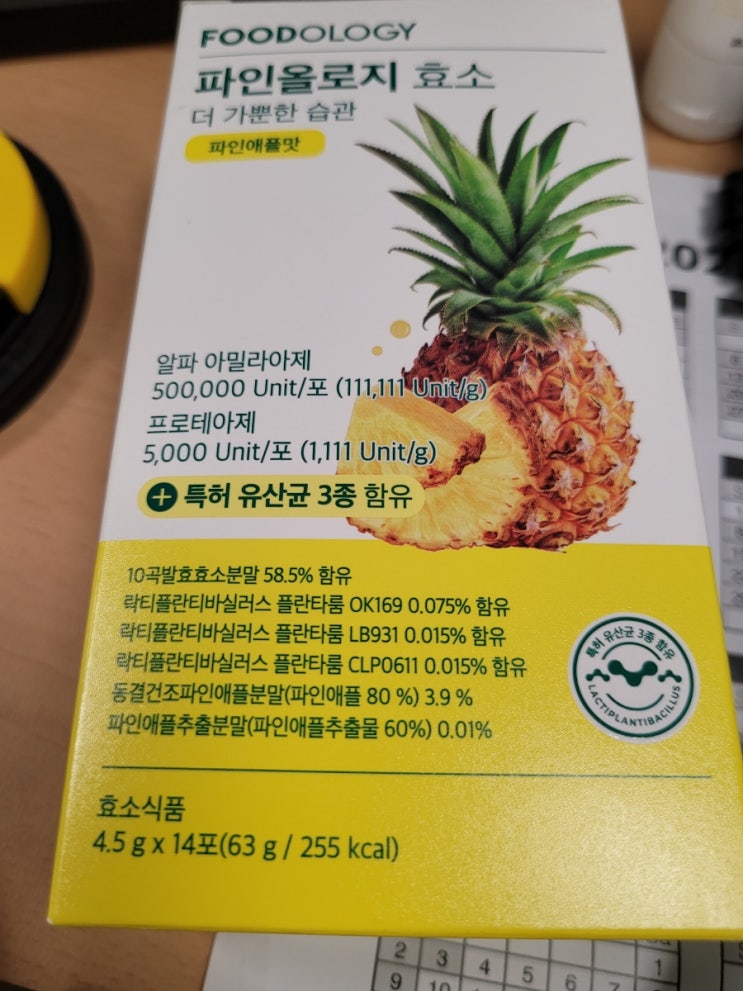 FOODOLOGY
파인올로지 효소
더 가뿐한 습관
파인애플맛
알파 아밀라아제
500,000 Unit/포 (111,111 Unit/g)
프로테아제
5,000 Unit/포 (1,111 Unit/g)
+ 특허 유산균 3종 함유
10곡발효효소분말 58.5% 함유
락티플란티바실러스 플란타룸 OK169 0.075% 함유
락티플란티바실러스 플란타룸 LB931 0.015% 함유
락티플란티바실러스 플란타룸 CLP0611 0.015% 함유
동결건조파인애플분말(파인애플 80 %) 3.9 %
파인애플추출분말(파인애플추출물 60%) 0.01%
특허 유산균 3종 함유
LACTIPLANTIBACILLUS
효소식품
4.5 g x 14포(63 g / 255 kcal)
2 3 4 5 6 7 1
9 10